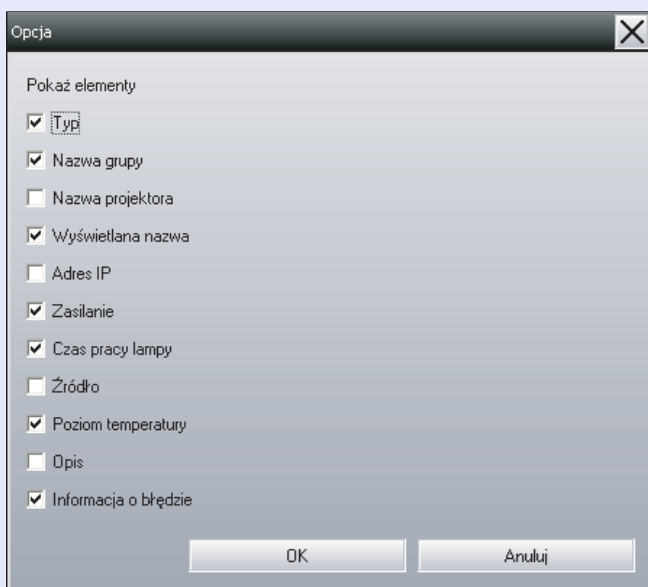 Opcja
Pokaż elementy
Typ
Nazwa grupy
Nazwa projektora
Wyświetlana nazwa
Adres IP
Zasilanie
Czas pracy lampy
Źródło
Poziom temperatury
Opis
Informacja o błędzie
OK Anuluj